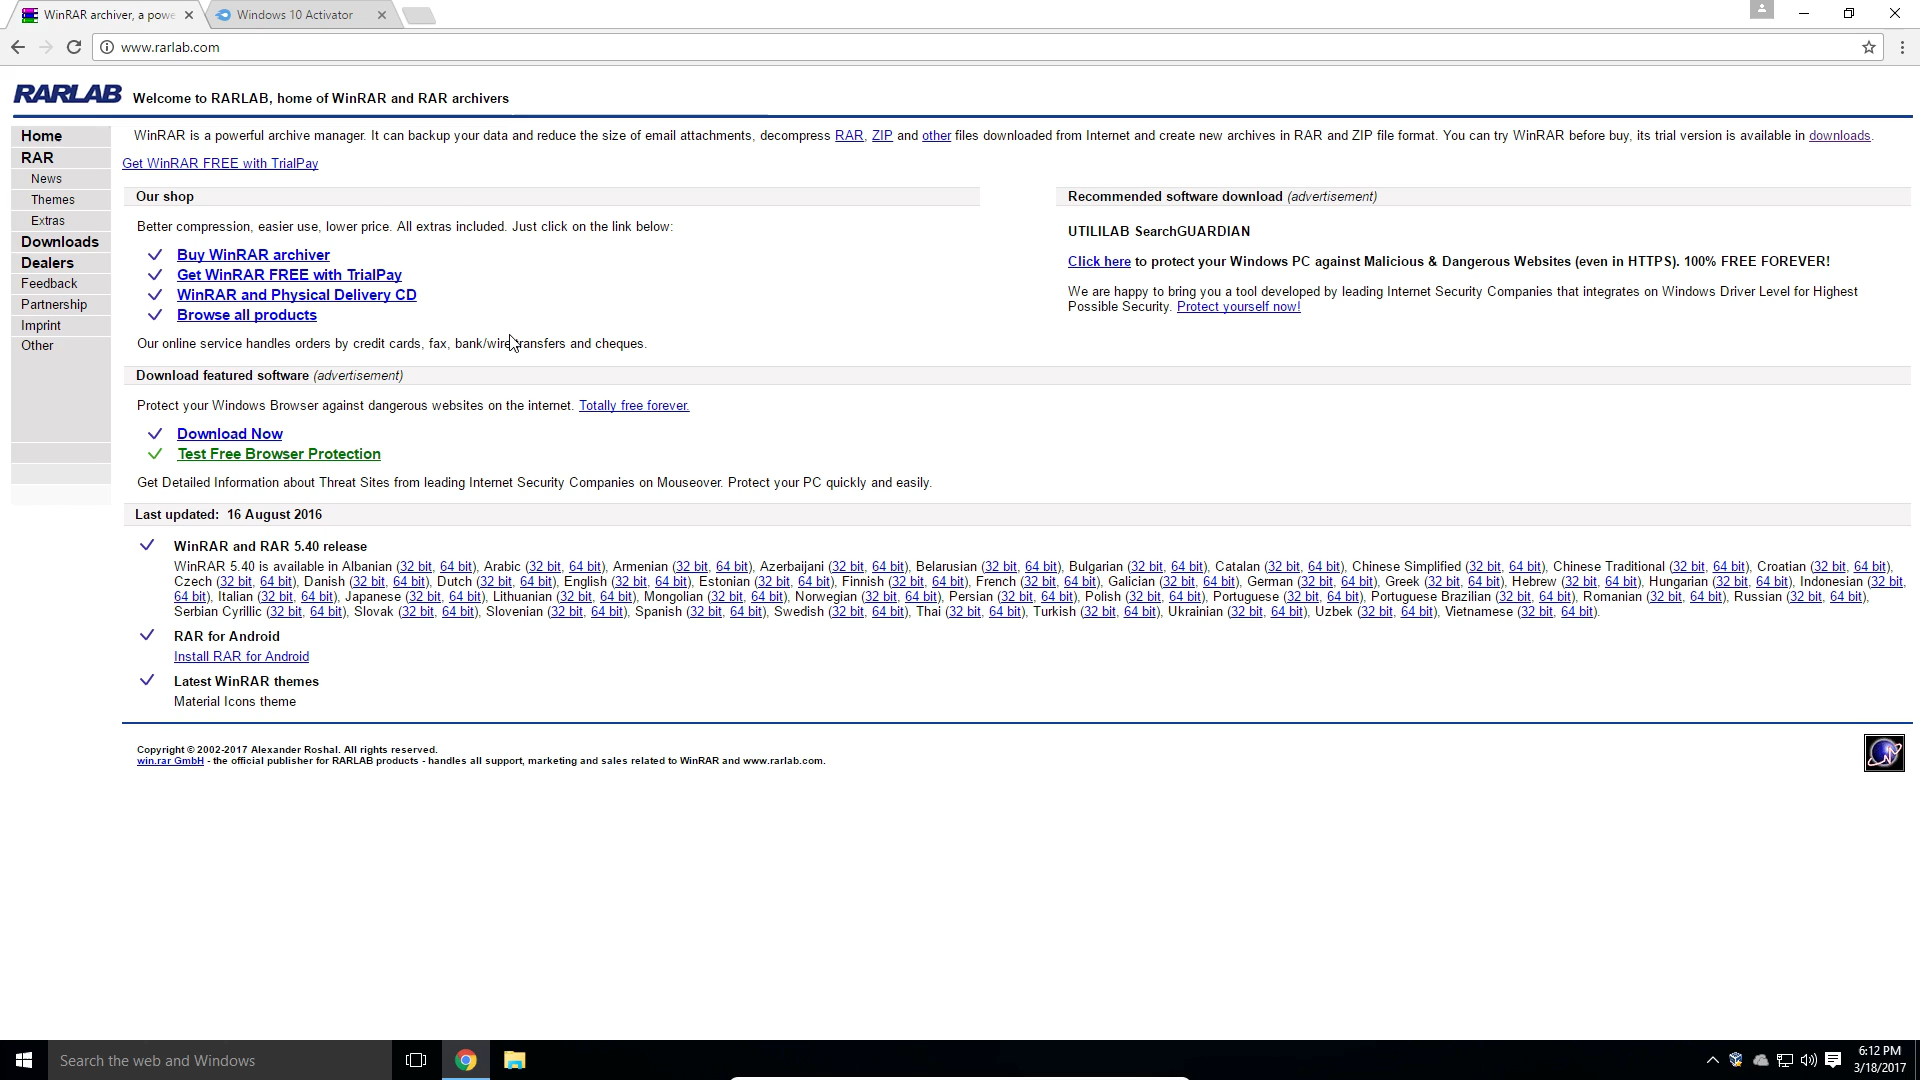 WinRAR archiver, a powe
Windows 10 Activator
www.rarlab.com
RARLAB Welcome to RARLAB, home of WinRAR and RAR archivers
Home
RAR
News
Themes
Extras
Downloads
Dealers
Feedback
Partnership
Imprint
Other
WinRAR is a powerful archive manager. It can backup your data and reduce the size of email attachments, decompress RAR, ZIP and other files downloaded from Internet and create new archives in RAR and ZIP file format. You can try WinRAR before buy, its trial version is available in downloads.
Get WinRAR FREE with TrialPay
Our shop
Better compression, easier use, lower price. All extras included. Just click on the link below:
Buy WinRAR archiver
Get WinRAR FREE with TrialPay
WinRAR and Physical Delivery CD
Browse all products
Our online service handles orders by credit cards, fax, bank/wire transfers and cheques.
Recommended software download (advertisement)
UTILILAB SearchGUARDIAN
Click here to protect your Windows PC against Malicious & Dangerous Websites (even in HTTPS). 100% FREE FOREVER!
We are happy to bring you a tool developed by leading Internet Security Companies that integrates on Windows Driver Level for Highest
Possible Security. Protect yourself now!
Download featured software (advertisement)
Protect your Windows Browser against dangerous websites on the internet. Totally free forever.
Download Now
Test Free Browser Protection
Get Detailed Information about Threat Sites from leading Internet Security Companies on Mouseover. Protect your PC quickly and easily.
Last updated: 16 August 2016
WinRAR and RAR 5.40 release
WinRAR 5.40 is available in Albanian (32 bit, 64 bit), Arabic (32 bit, 64 bit), Armenian (32 bit, 64 bit), Azerbaijani (32 bit, 64 bit), Belarusian (32 bit, 64 bit), Bulgarian (32 bit, 64 bit), Catalan (32 bit, 64 bit), Chinese Simplified (32 bit, 64 bit), Chinese Traditional (32 bit, 64 bit), Croatian (32 bit, 64 bit),
Czech (32 bit, 64 bit), Danish (32 bit, 64 bit), Dutch (32 bit, 64 bit), English (32 bit, 64 bit), Estonian (32 bit, 64 bit), Finnish (32 bit, 64 bit), French (32 bit, 64 bit), Galician (32 bit, 64 bit), German (32 bit, 64 bit), Greek (32 bit, 64 bit), Hebrew (32 bit, 64 bit), Hungarian (32 bit, 64 bit), Indonesian (32 bit,
64 bit), Italian (32 bit, 64 bit), Japanese (32 bit, 64 bit), Lithuanian (32 bit, 64 bit), Mongolian (32 bit, 64 bit), Norwegian (32 bit, 64 bit), Persian (32 bit, 64 bit), Polish (32 bit, 64 bit), Portuguese (32 bit, 64 bit), Portuguese Brazilian (32 bit, 64 bit), Romanian (32 bit, 64 bit), Russian (32 bit, 64 bit),
Serbian Cyrillic (32 bit, 64 bit), Slovak (32 bit, 64 bit), Slovenian (32 bit, 64 bit), Spanish (32 bit, 64 bit), Swedish (32 bit, 64 bit), Thai (32 bit, 64 bit), Turkish (32 bit, 64 bit), Ukrainian (32 bit, 64 bit), Uzbek (32 bit, 64 bit), Vietnamese (32 bit, 64 bit).
RAR for Android
Install RAR for Android
Latest WinRAR themes
Material Icons theme
Copyright © 2002-2017 Alexander Roshal. All rights reserved.
win.rar GmbH - the official publisher for RARLAB products - handles all support, marketing and sales related to WinRAR and www.rarlab.com.
Search the web and Windows
6:12 PM
3/18/2017